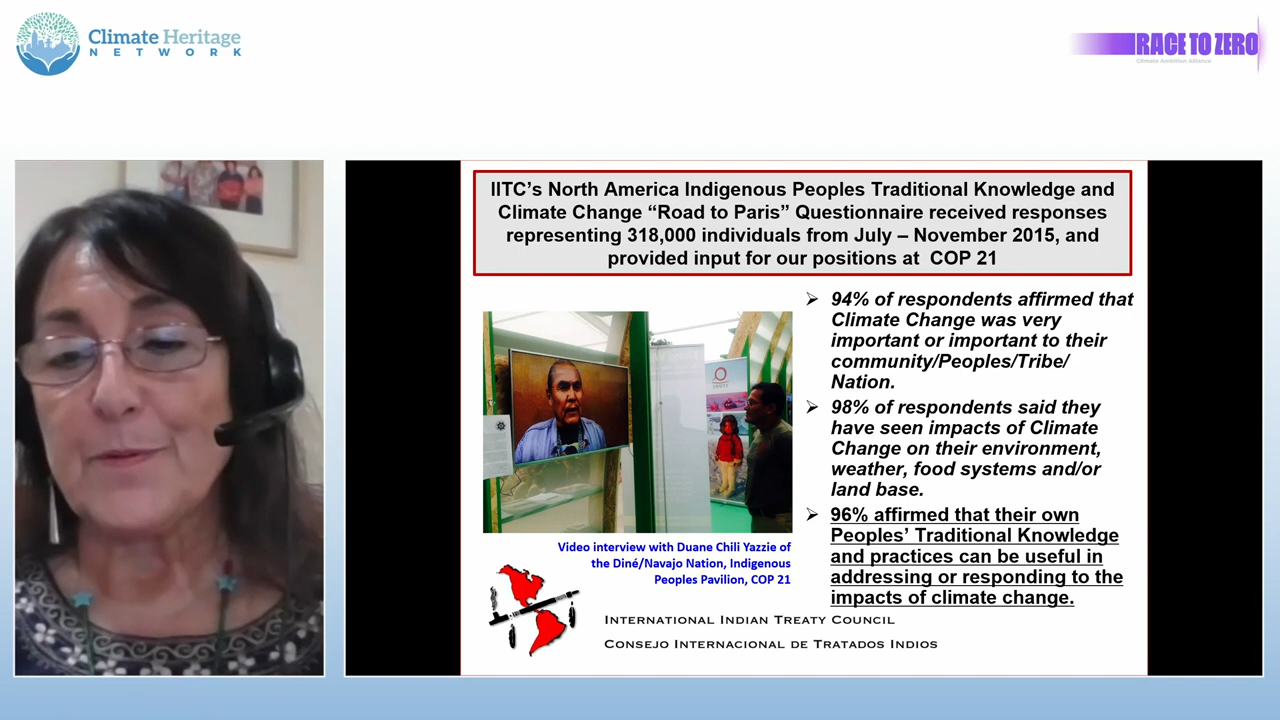 Climate Heritage
NETWORK
RACE TO ZERO
Climate Ambition Alliance
IITC's North America Indigenous Peoples Traditional Knowledge and
Climate Change “Road to Paris” Questionnaire received responses
representing 318,000 individuals from July – November 2015, and
provided input for our positions at COP 21
➢ 94% of respondents affirmed that
Climate Change was very
important or important to their
community/Peoples/Tribe/
Nation.
➢ 98% of respondents said they
have seen impacts of Climate
Change on their environment,
weather, food systems and/or
land base.
➢ 96% affirmed that their own
Peoples' Traditional Knowledge
and practices can be useful in
addressing or responding to the
impacts of climate change.
Video interview with Duane Chili Yazzie of
the Diné/Navajo Nation, Indigenous
Peoples Pavilion, COP 21
INTERNATIONAL INDIAN TREATY COUNCIL
CONSEJO INTERNACIONAL DE TRATADOS INDIOS